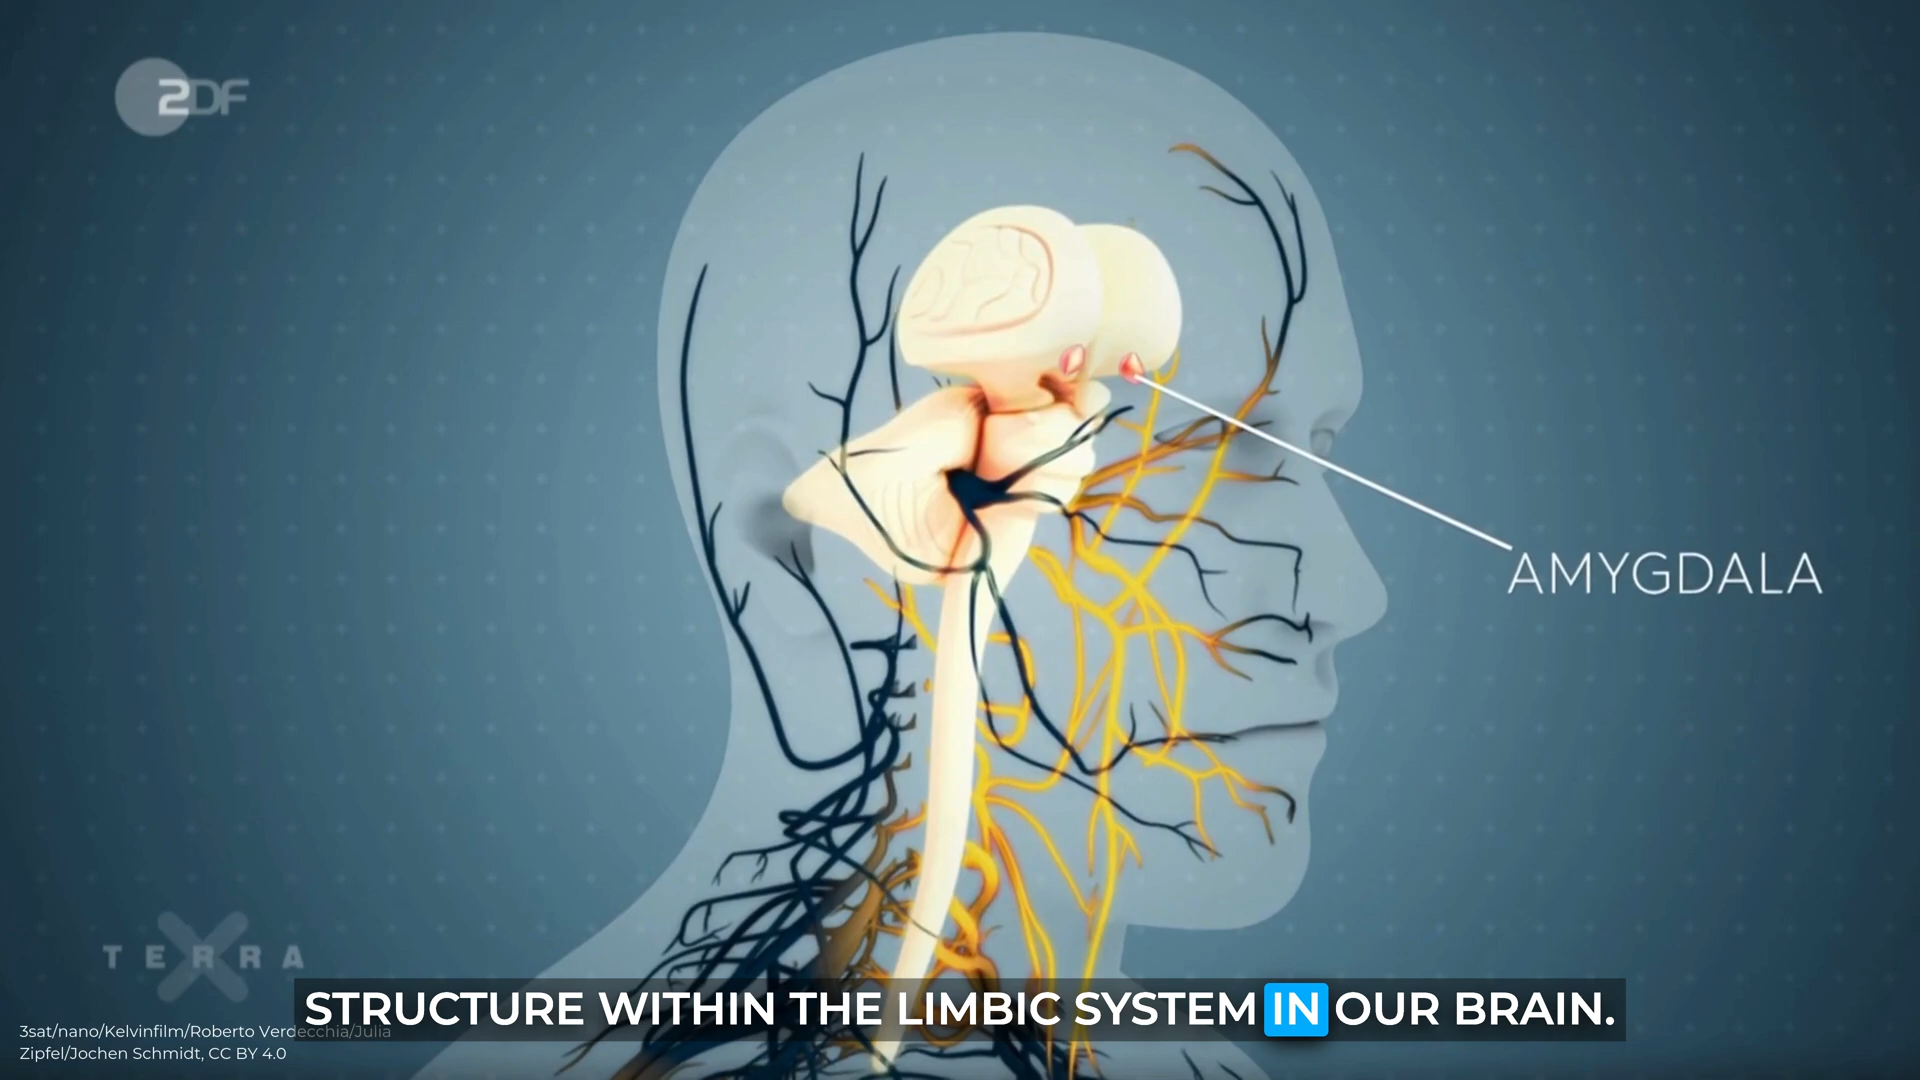 2DF
AMYGDALA
TERRA X
STRUCTURE WITHIN THE LIMBIC SYSTEM IN OUR BRAIN.
3sat/nano/Kelvinfilm/Roberto Verdecchia/Julia
Zipfel/Jochen Schmidt, CC BY 4.0